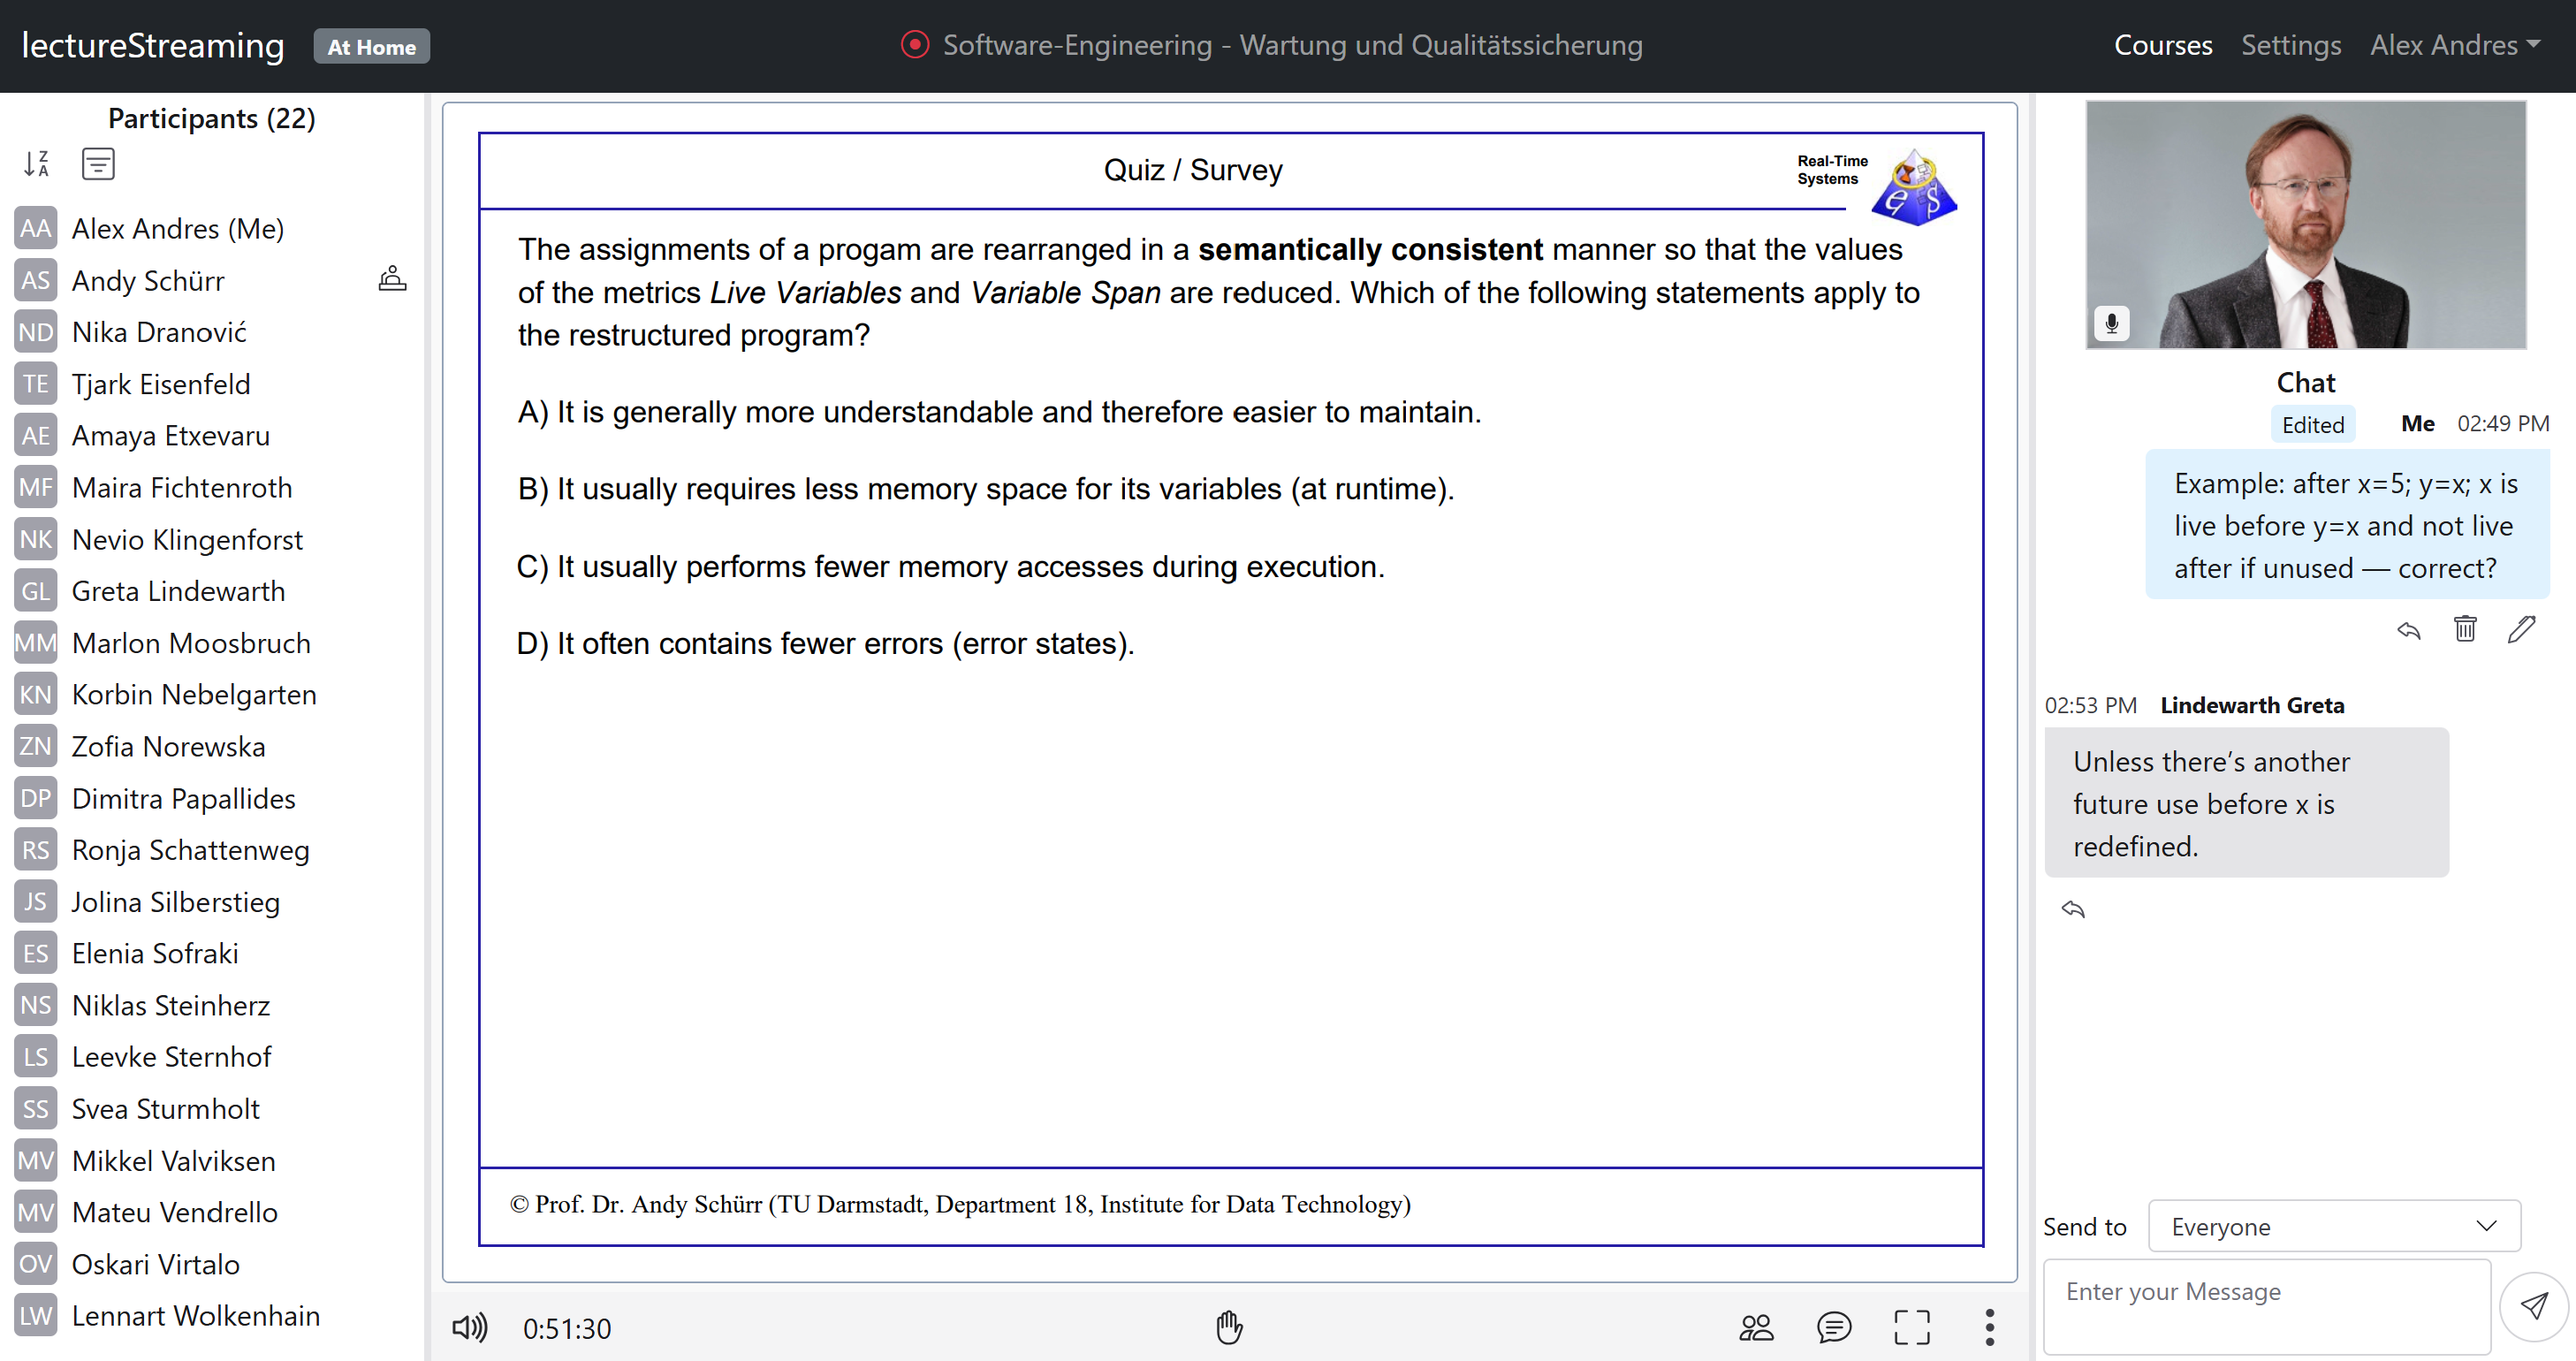 lectureStreaming
At Home
Software-Engineering - Wartung und Qualitätssicherung
Courses
Settings
Alex Andres
Participants (22)
Z
A
AA Alex Andres (Me)
AS Andy Schürr
ND Nika Dranović
TE Tjark Eisenfeld
AE Amaya Etxevaru
MF Maira Fichtenroth
NK Nevio Klingenforst
GL Greta Lindewarth
MM Marlon Moosbruch
KN Korbin Nebelgarten
ZN Zofia Norewska
DP Dimitra Papallides
RS Ronja Schattenweg
JS Jolina Silberstieg
ES Elenia Sofraki
NS Niklas Steinherz
LS Leevke Sternhof
SS Svea Sturmholt
MV Mikkel Valviksen
MV Mateu Vendrello
OV Oskari Virtalo
LW Lennart Wolkenhain
Quiz / Survey
Real-Time
Systems
es
The assignments of a progam are rearranged in a semantically consistent manner so that the values
of the metrics Live Variables and Variable Span are reduced. Which of the following statements apply to
the restructured program?
A) It is generally more understandable and therefore easier to maintain.
B) It usually requires less memory space for its variables (at runtime).
C) It usually performs fewer memory accesses during execution.
D) It often contains fewer errors (error states).
© Prof. Dr. Andy Schürr (TU Darmstadt, Department 18, Institute for Data Technology)
0:51:30
Chat
Edited Me 02:49 PM
Example: after x=5; y=x; x is
live before y=x and not live
after if unused — correct?
02:53 PM Lindewarth Greta
Unless there's another
future use before x is
redefined.
Send to Everyone
Enter your Message